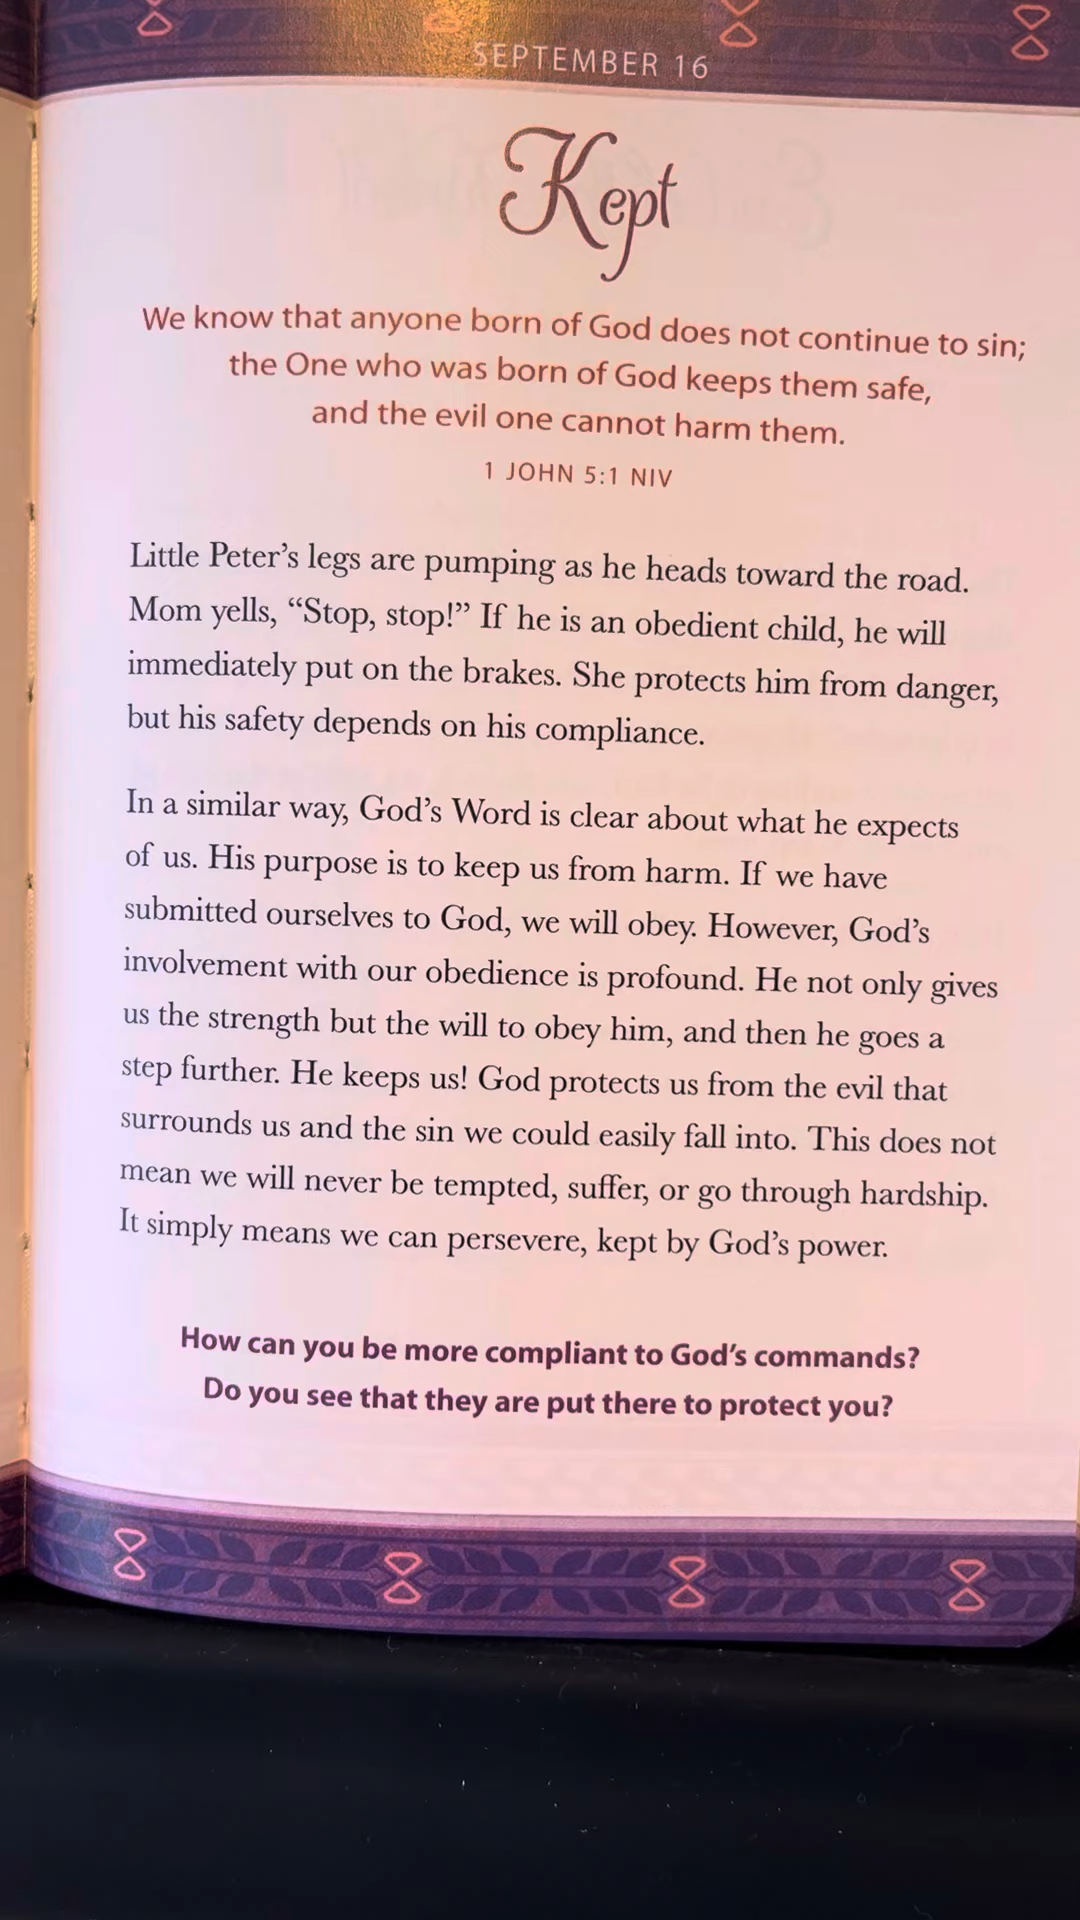 SEPTEMBER 16
Kept
We know that anyone born of God does not continue to sin;
the One who was born of God keeps them safe,
and the evil one cannot harm them.
1 JOHN 5:1 NIV
Little Peter’s legs are pumping as he heads toward the road.
Mom yells, “Stop, stop!” If he is an obedient child, he will
immediately put on the brakes. She protects him from danger,
but his safety depends on his compliance.
In a similar way, God’s Word is clear about what he expects
of us. His purpose is to keep us from harm. If we have
submitted ourselves to God, we will obey. However, God’s
involvement with our obedience is profound. He not only gives
us the strength but the will to obey him, and then he goes a
step further. He keeps us! God protects us from the evil that
surrounds us and the sin we could easily fall into. This does not
mean we will never be tempted, suffer, or go through hardship.
It simply means we can persevere, kept by God’s power.
How can you be more compliant to God’s commands?
Do you see that they are put there to protect you?